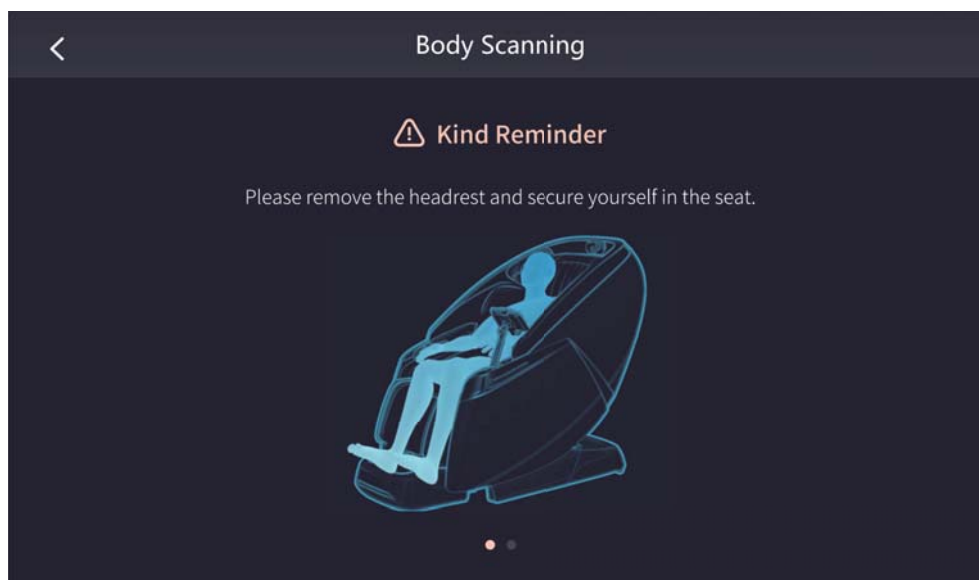 Body Scanning
Kind Reminder
Please remove the headrest and secure yourself in the seat.